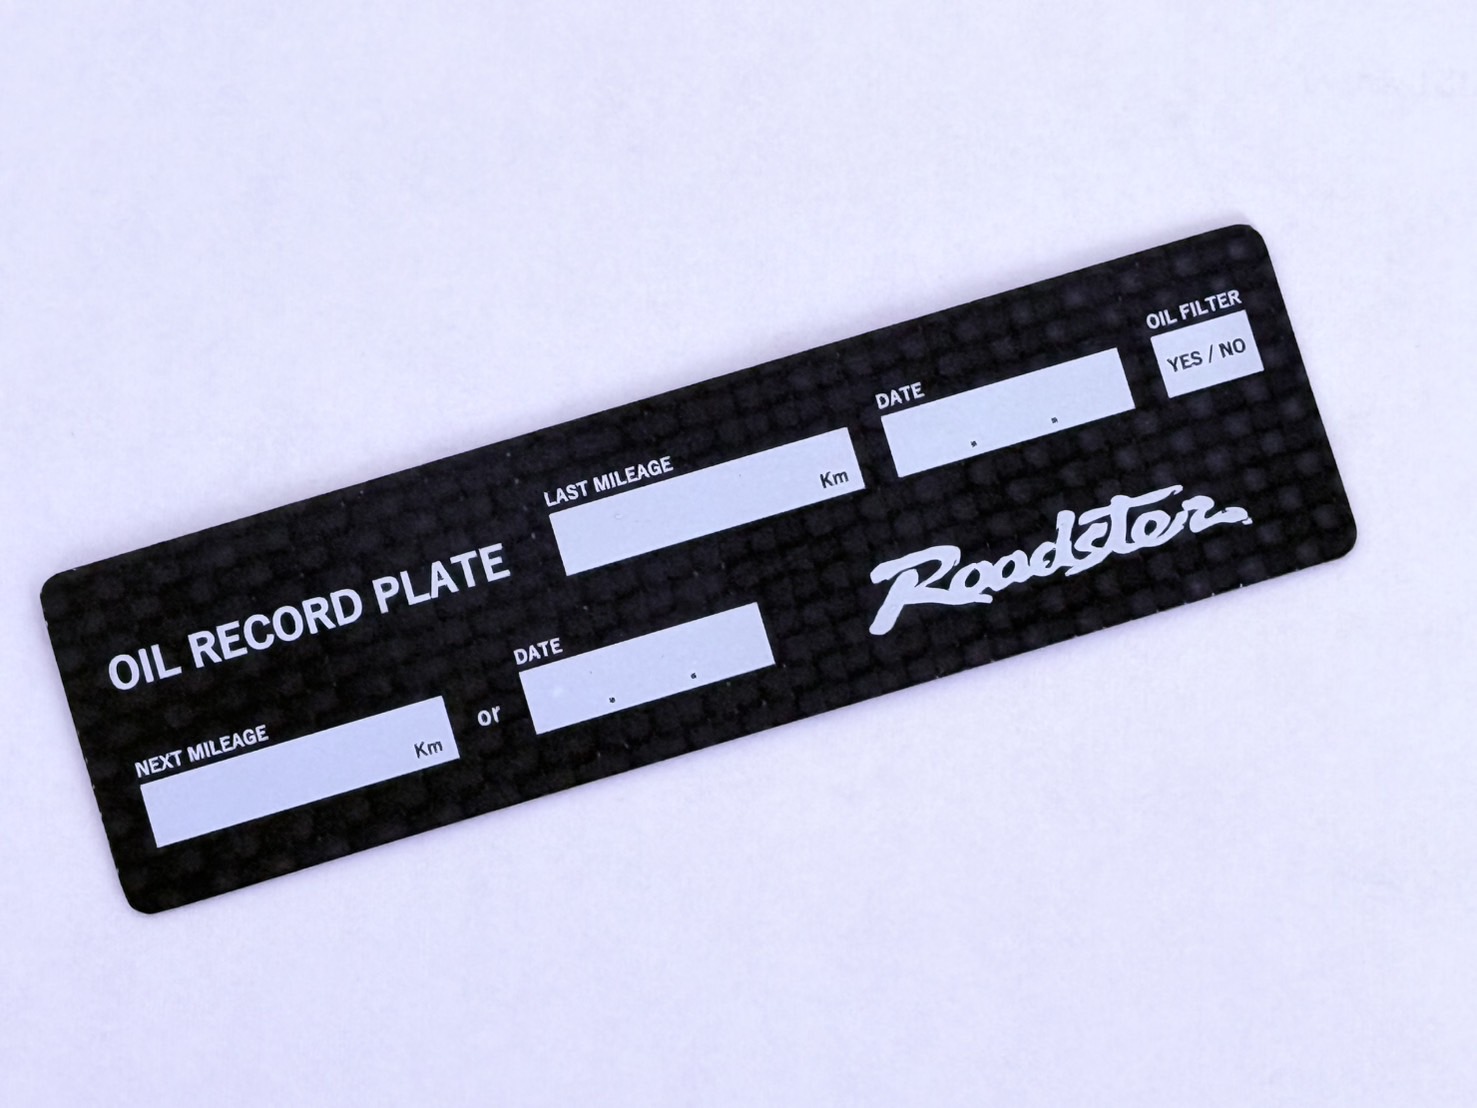 OIL RECORD PLATE
LAST MILEAGE
Km
DATE
. .
OIL FILTER
YES / NO
NEXT MILEAGE
Km
or
DATE
. .
Roadster